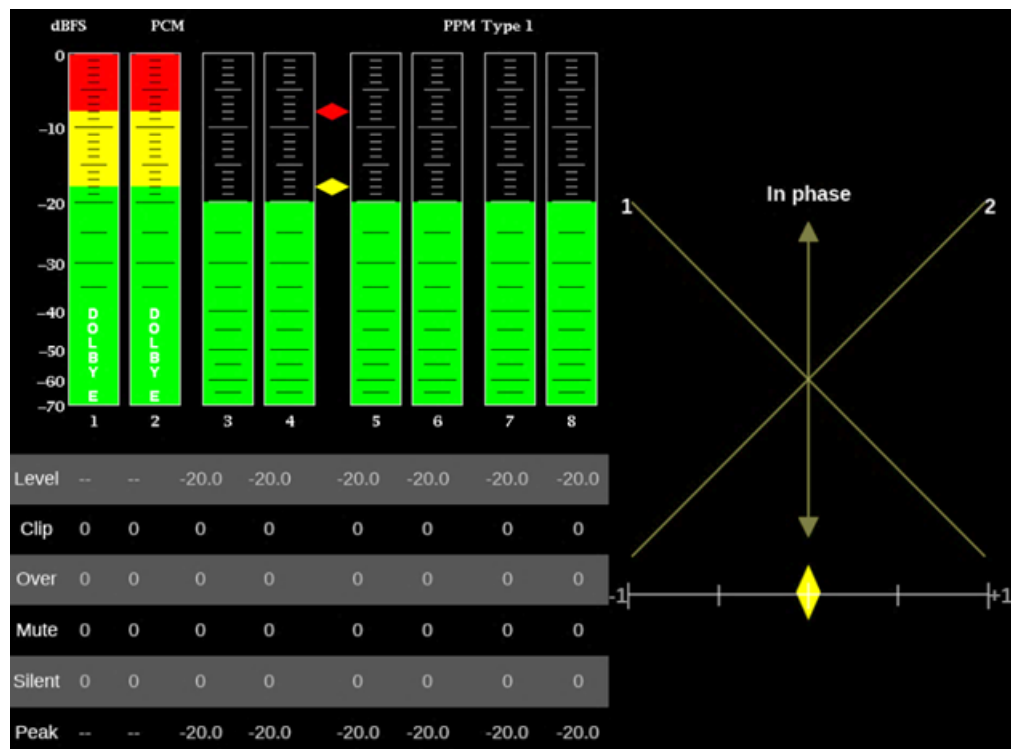 dBFS PCM PPM Type 1
0
-10
-20
-30
-40
-50
-60
-70
DOLBY E
DOLBY E
1 2 3 4 5 6 7 8
Level -- -- -20.0 -20.0 -20.0 -20.0 -20.0 -20.0
Clip 0 0 0 0 0 0 0 0
Over 0 0 0 0 0 0 0 0
Mute 0 0 0 0 0 0 0 0
Silent 0 0 0 0 0 0 0 0
Peak -- -- -20.0 -20.0 -20.0 -20.0 -20.0 -20.0
In phase
1 2
-1 +1